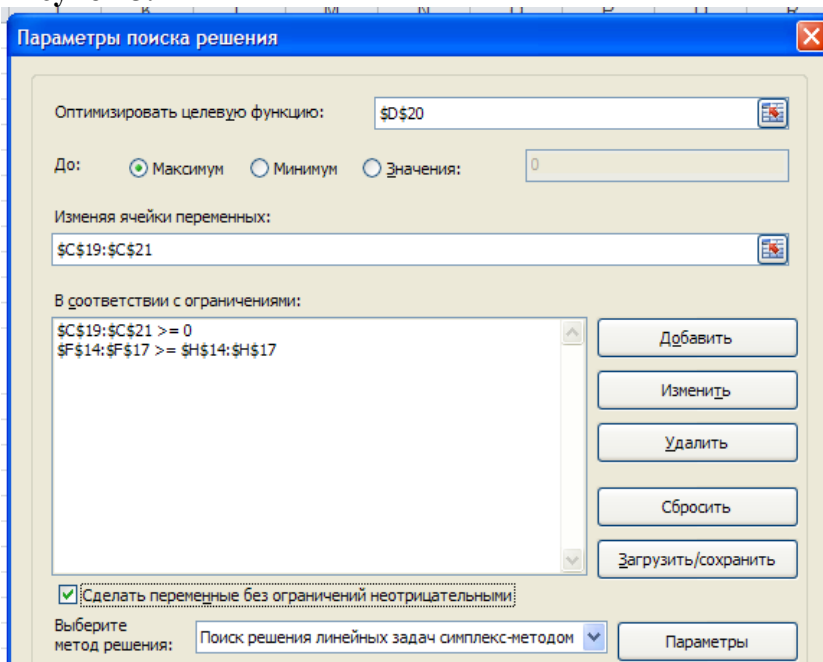 Параметры поиска решения
Оптимизировать целевую функцию: $D$20
До: Максимум Минимум Значения: 0
Изменяя ячейки переменных:
$C$19:$C$21
В соответствии с ограничениями:
$C$19:$C$21 >= 0
$F$14:$F$17 >= $H$14:$H$17
Добавить
Изменить
Удалить
Сбросить
Загрузить/сохранить
Сделать переменные без ограничений неотрицательными
Выберите
метод решения: Поиск решения линейных задач симплекс-методом Параметры